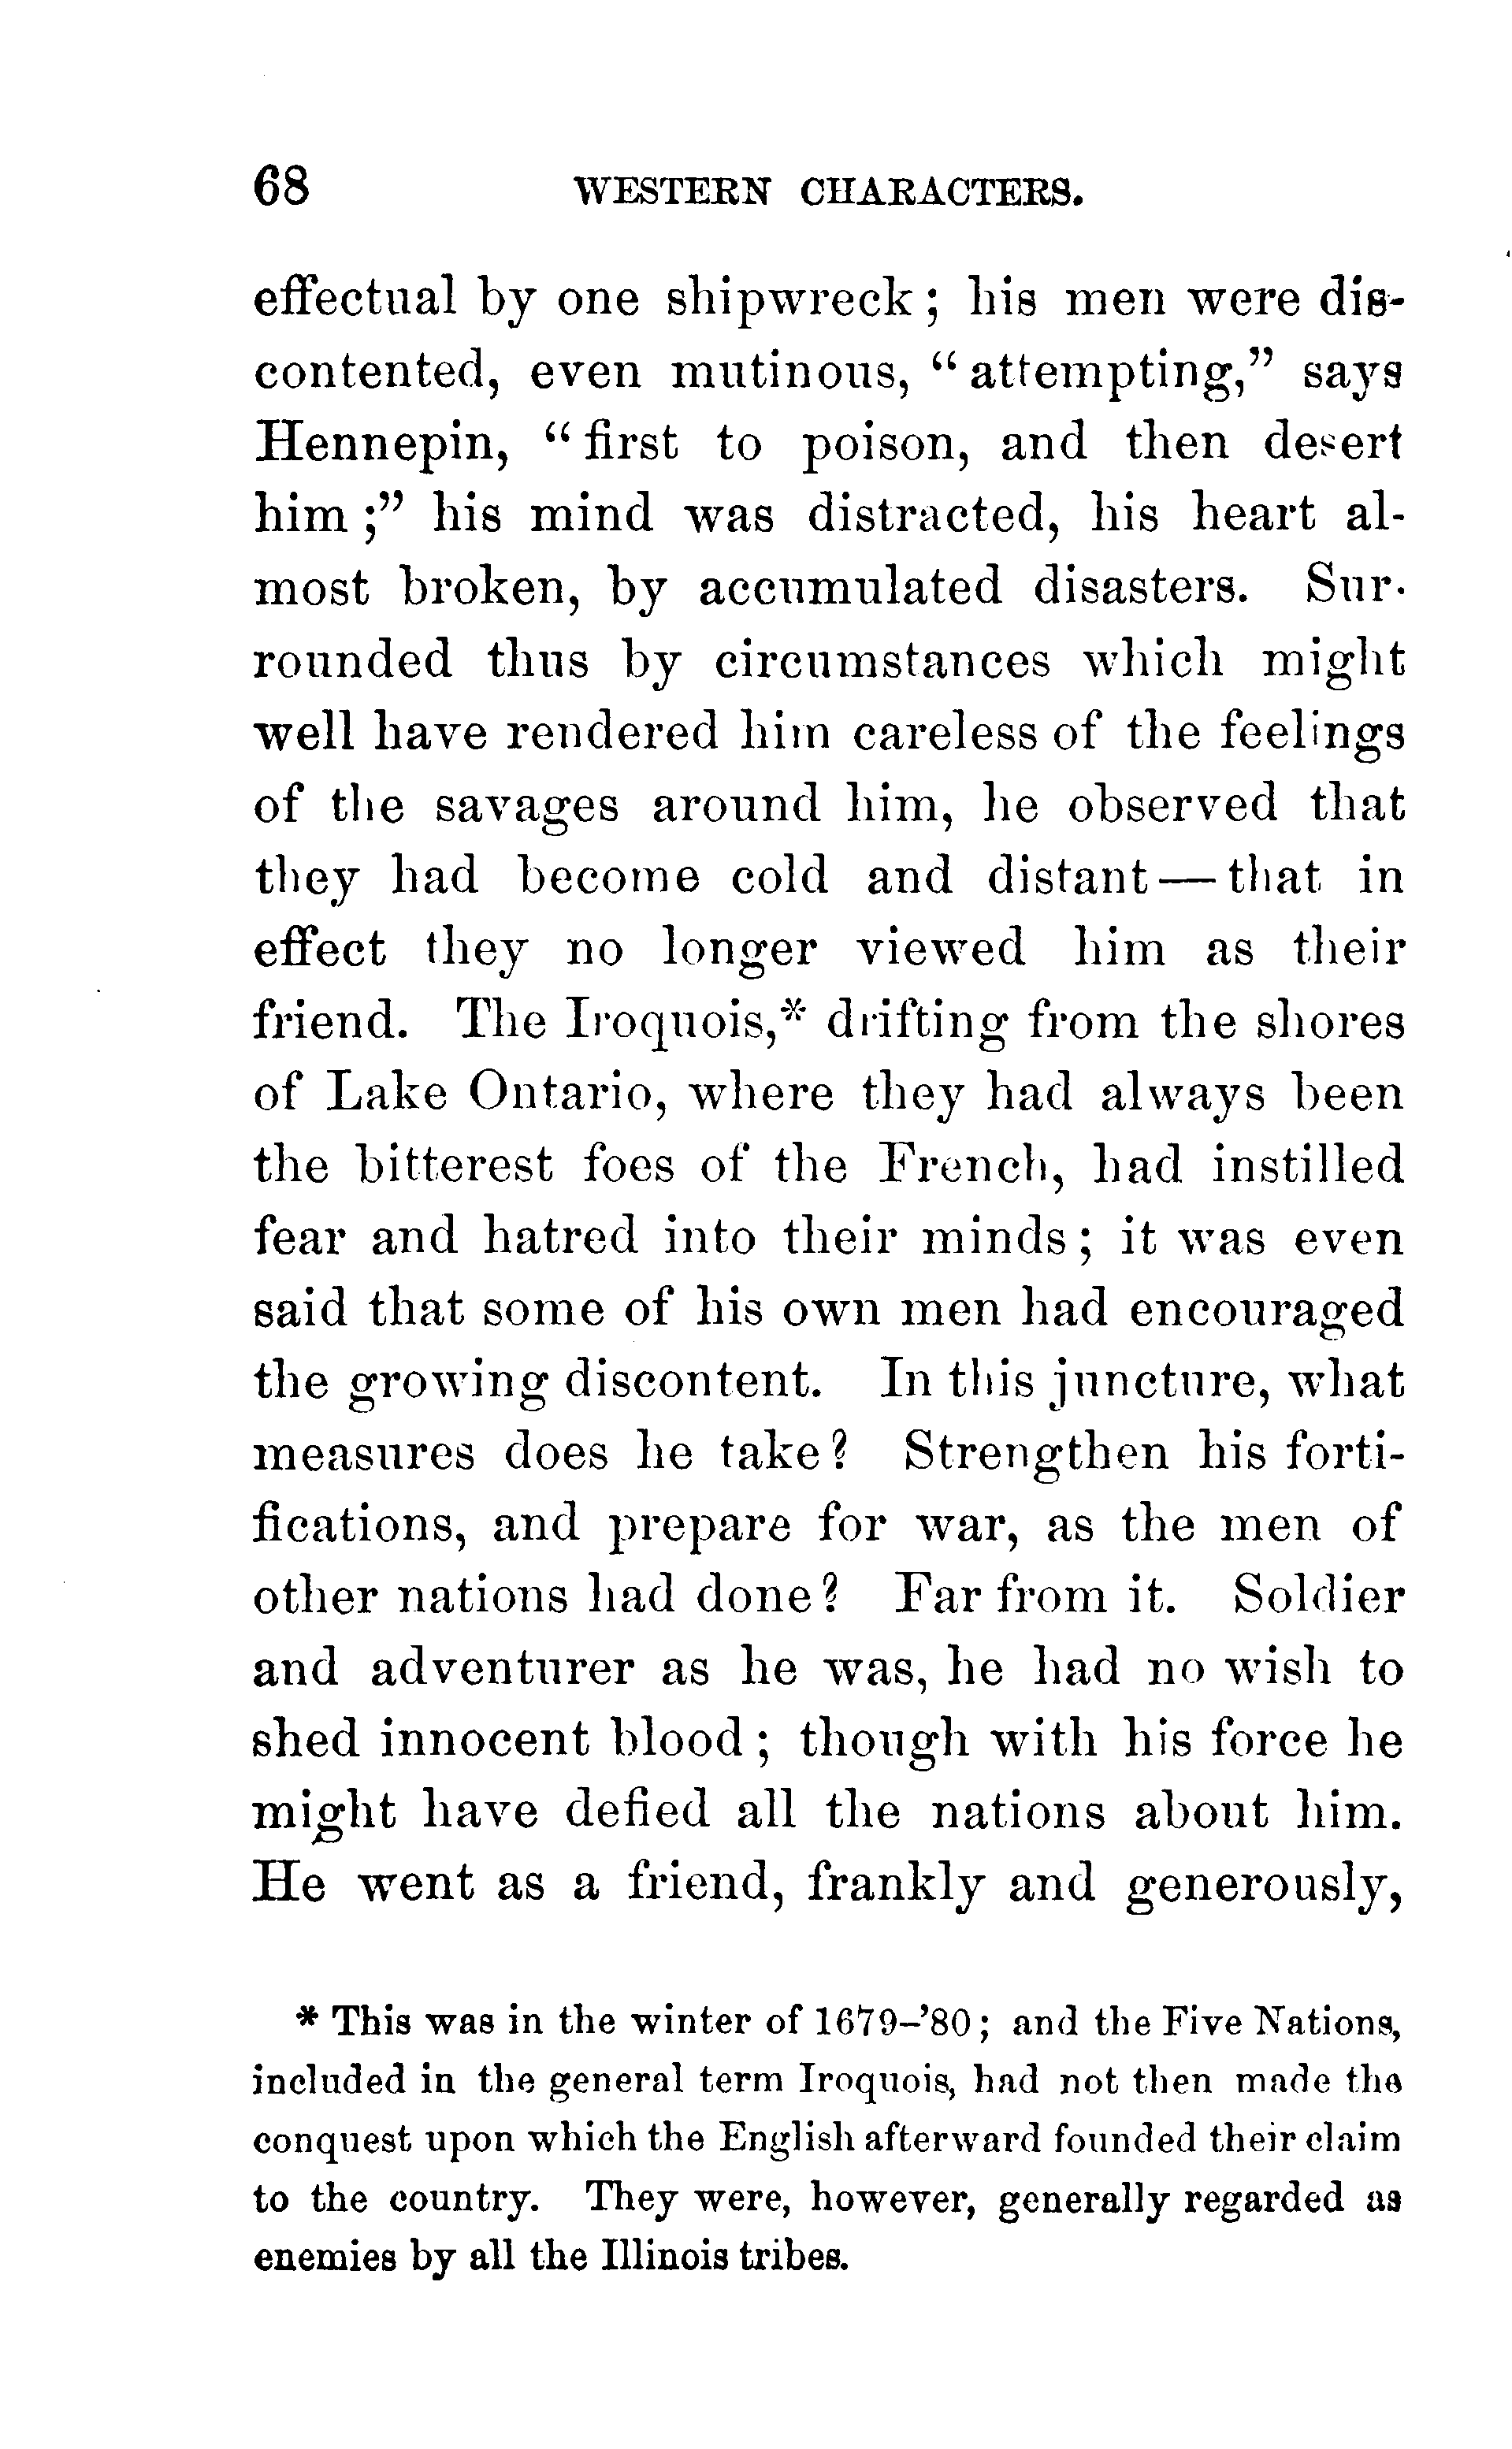 68 WESTERN CHARACTERS.
effectual by one shipwreck; his men were dis-
contented, even mutinous, "attempting," says
Hennepin, "first to poison, and then desert
him;" his mind was distracted, his heart al-
most broken, by accumulated disasters. Sur-
rounded thus by circumstances which might
well have rendered him careless of the feelings
of the savages around him, he observed that
they had become cold and distant—that in
effect they no longer viewed him as their
friend. The Iroquois,* drifting from the shores
of Lake Ontario, where they had always been
the bitterest foes of the French, had instilled
fear and hatred into their minds; it was even
said that some of his own men had encouraged
the growing discontent. In this juncture, what
measures does he take? Strengthen his forti-
fications, and prepare for war, as the men of
other nations had done? Far from it. Soldier
and adventurer as he was, he had no wish to
shed innocent blood; though with his force he
might have defied all the nations about him.
He went as a friend, frankly and generously,
* This was in the winter of 1679-'80; and the Five Nations,
included in the general term Iroquois, had not then made the
conquest upon which the English afterward founded their claim
to the country. They were, however, generally regarded as
enemies by all the Illinois tribes.